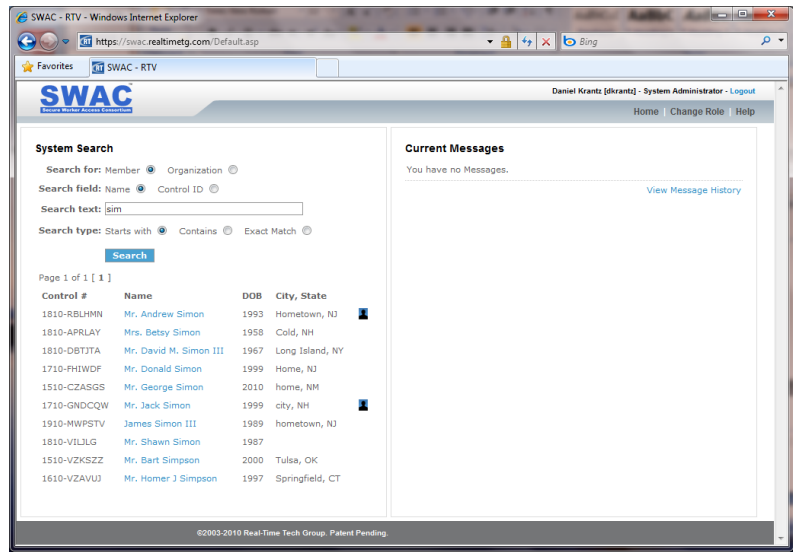 SWAC - RTV - Windows Internet Explorer
https://swac.realtimetg.com/Default.asp
Bing
Favorites
SWAC - RTV
SWAC
Secure Worker Access Consortium
Daniel Krantz [dkrantz] - System Administrator - Logout
Home | Change Role | Help
System Search
Search for: Member Organization
Search field: Name Control ID
Search text: sim
Search type: Starts with Contains Exact Match
Search
Page 1 of 1 [ 1 ]
Control # Name DOB City, State
1810-RBLHMN Mr. Andrew Simon 1993 Hometown, NJ
1810-APRLAY Mrs. Betsy Simon 1958 Cold, NH
1810-DBTJTA Mr. David M. Simon III 1967 Long Island, NY
1710-FHIWDF Mr. Donald Simon 1999 Home, NJ
1510-CZASGS Mr. George Simon 2010 home, NM
1710-GNDCQW Mr. Jack Simon 1999 city, NH
1910-MWPSTV James Simon III 1989 hometown, NJ
1810-VILJLG Mr. Shawn Simon 1987
1510-VZKSZZ Mr. Bart Simpson 2000 Tulsa, OK
1610-VZAVUJ Mr. Homer J Simpson 1997 Springfield, CT
Current Messages
You have no Messages.
View Message History
©2003-2010 Real-Time Tech Group. Patent Pending.